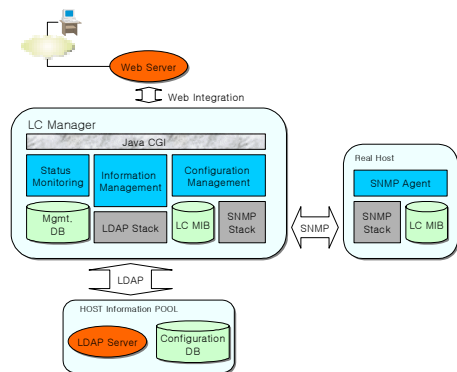 Web Server
Web Integration
LC Manager
Java CGI
Status
Monitoring
Information
Management
Configuration
Management
Mgmt.
DB
LDAP Stack
LC MIB
SNMP
Stack
SNMP
Real Host
SNMP Agent
SNMP
Stack
LC MIB
LDAP
HOST Information POOL
LDAP Server
Configuration
DB